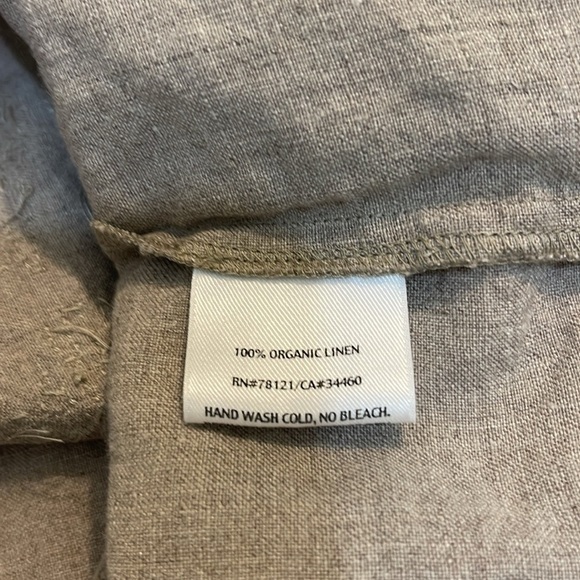 100% ORGANIC LINEN
RN#78121/CA#34460
HAND WASH COLD, NO BLEACH.